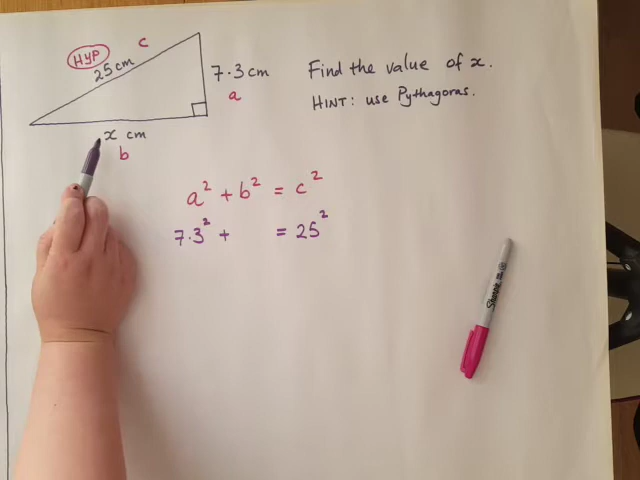 HYP
c
25 cm
7.3 cm
a
x cm
b
Find the value of x.
HINT: use Pythagoras.
a² + b² = c²
7.3² + = 25²
Sharpie